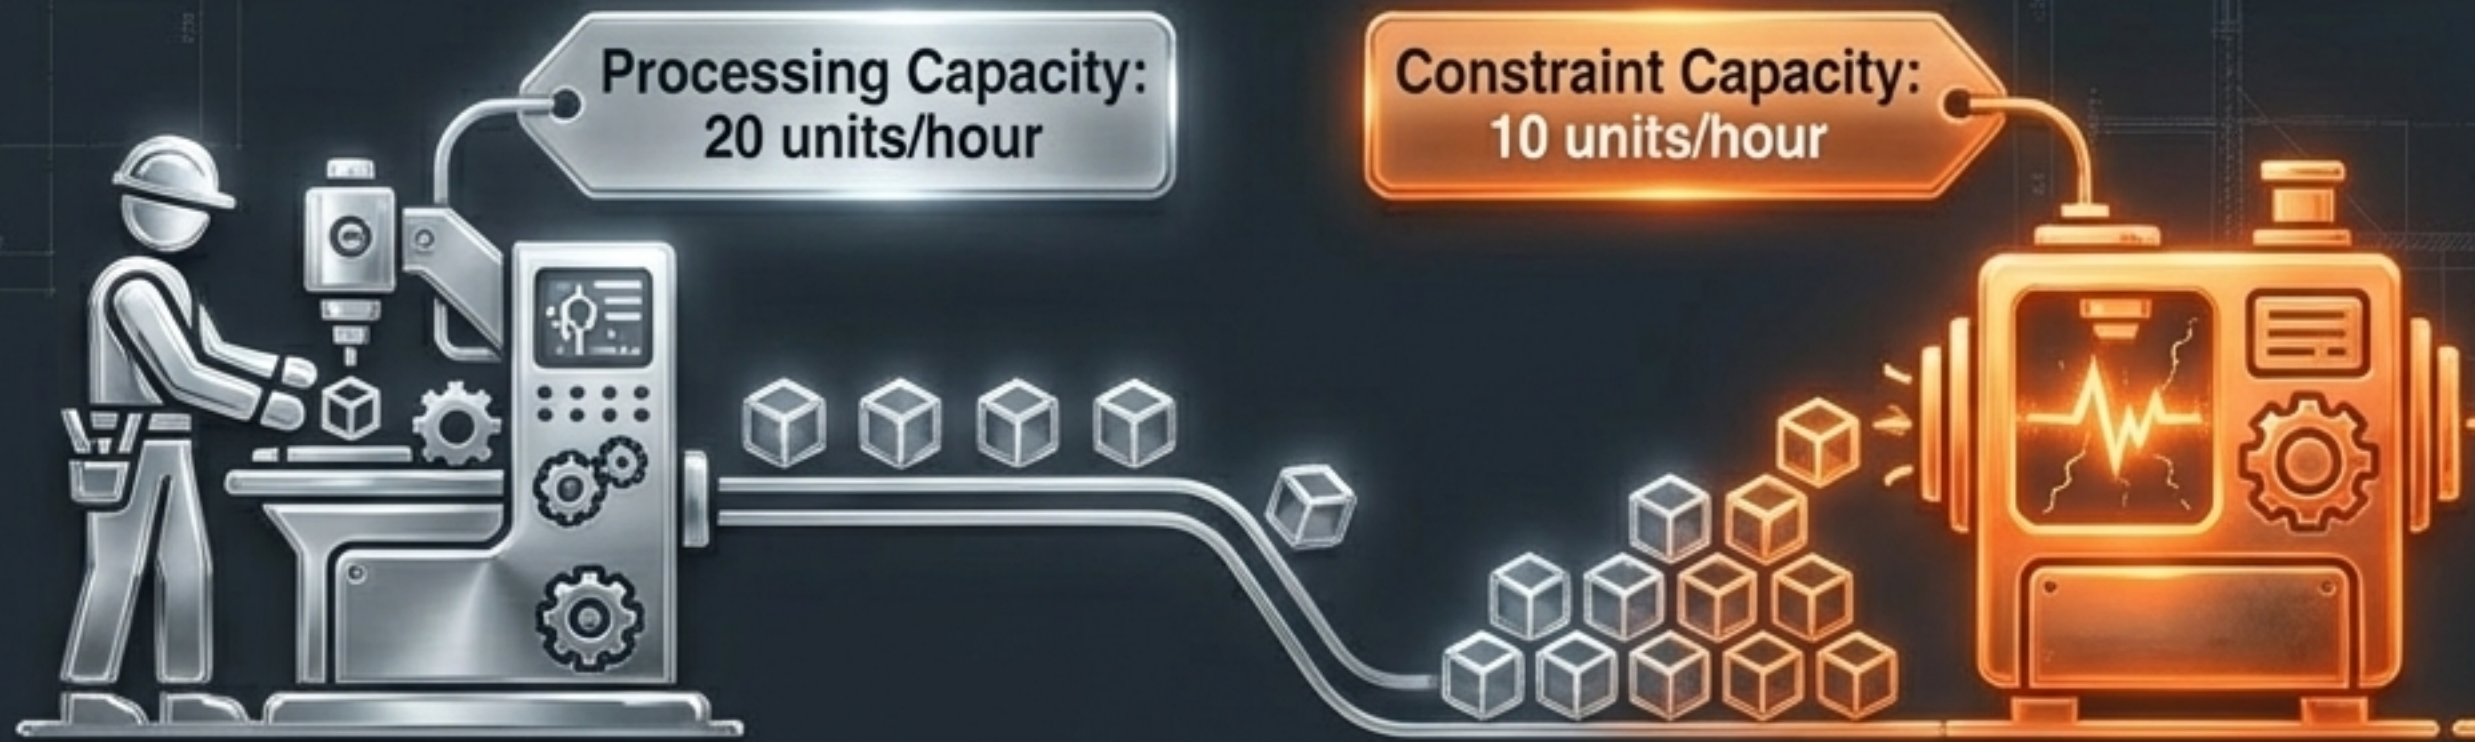 Processing Capacity:
20 units/hour
Constraint Capacity:
10 units/hour